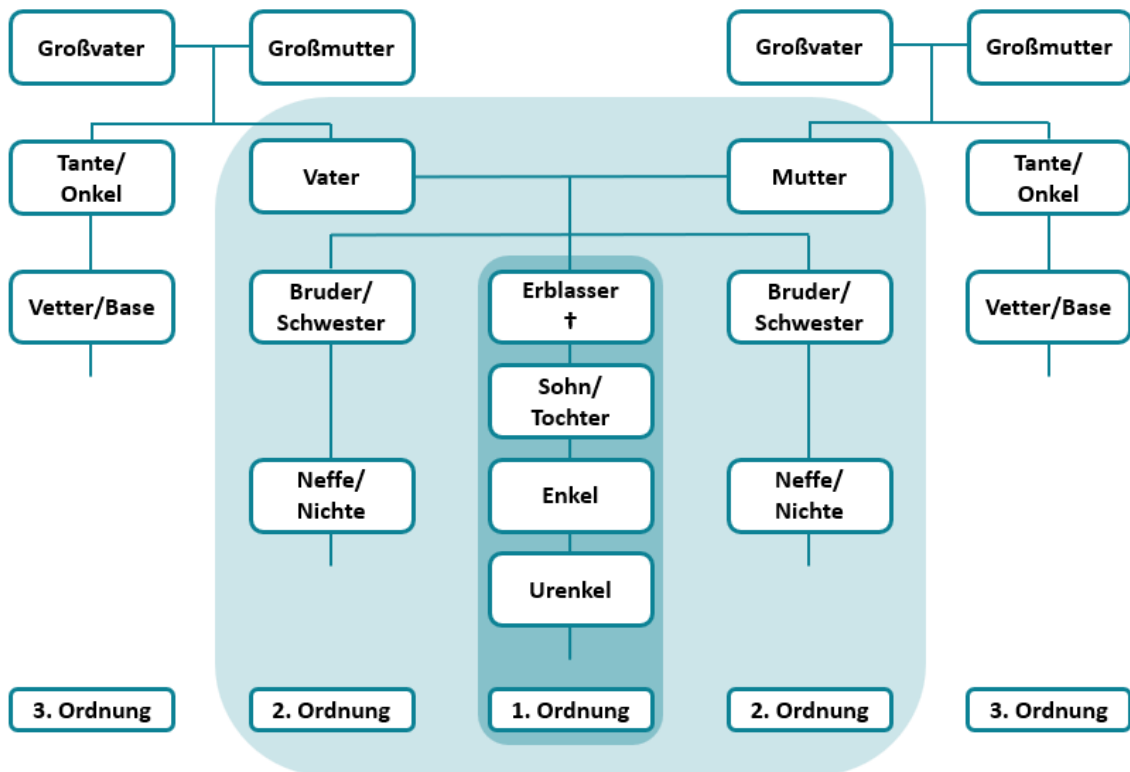 Großvater
Großmutter
Großvater
Großmutter
Tante/
Onkel
Vater
Mutter
Tante/
Onkel
Vetter/Base
Bruder/
Schwester
Erblasser
†
Bruder/
Schwester
Vetter/Base
Sohn/
Tochter
Neffe/
Nichte
Enkel
Neffe/
Nichte
Urenkel
3. Ordnung
2. Ordnung
1. Ordnung
2. Ordnung
3. Ordnung